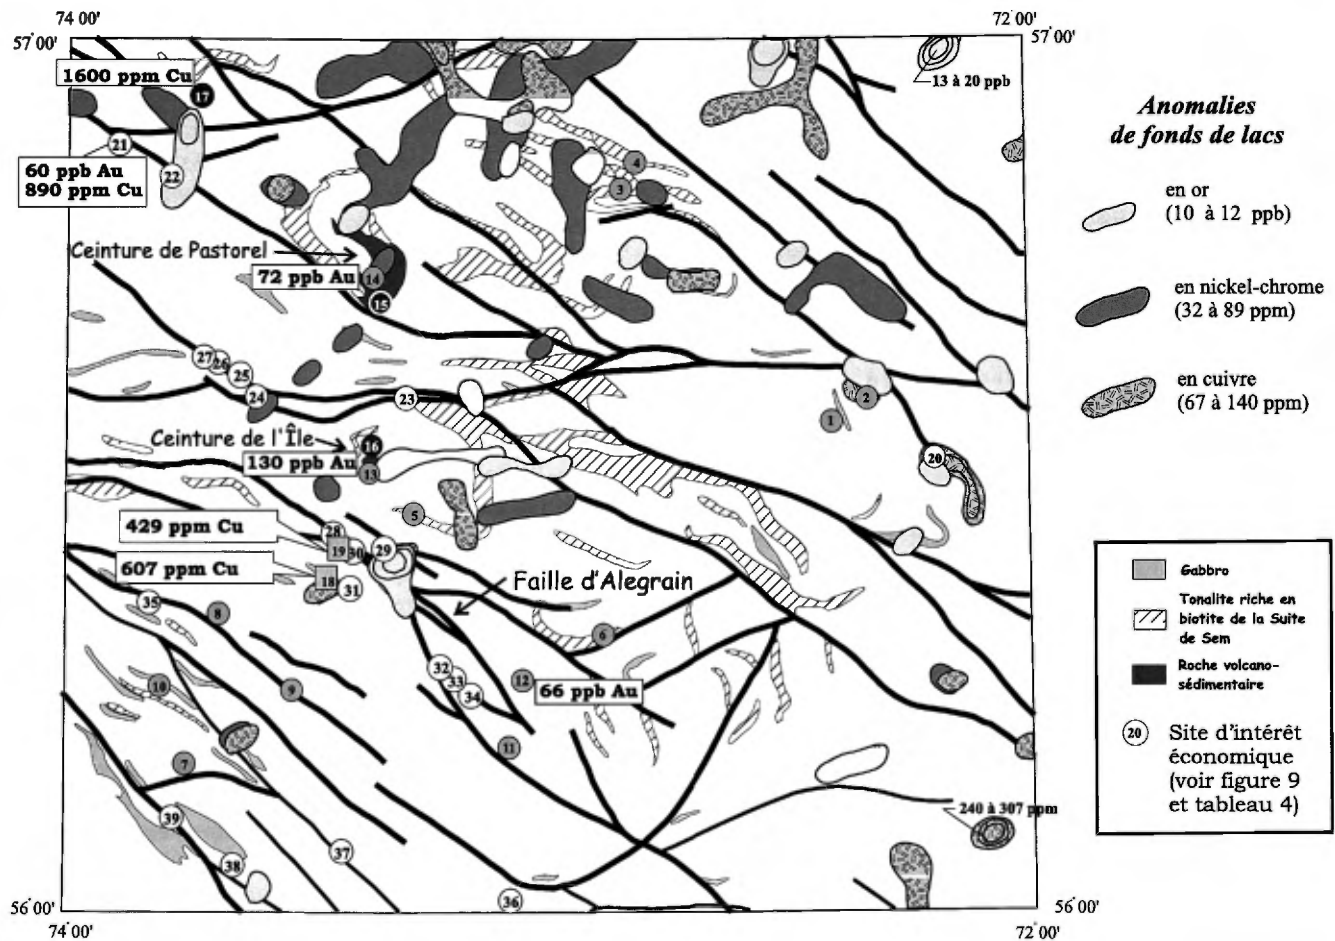 74°00'
72°00'
57°00'
57°00'
1600 ppm Cu
17
13 à 20 ppb
21
60 ppb Au
890 ppm Cu
22
4
3
Ceinture de Pastorel
72 ppb Au
14
15
27
26
25
24
23
2
1
Ceinture de l'Île
16
130 ppb Au
13
20
5
429 ppm Cu
28
19
30
29
607 ppm Cu
18
31
Faille d'Alegrain
35
8
6
32
33
34
12
66 ppb Au
10
9
11
7
39
240 à 307 ppm
38
37
36
56°00'
56°00'
74°00'
72°00'
Anomalies
de fonds de lacs
en or
(10 à 12 ppb)
en nickel-chrome
(32 à 89 ppm)
en cuivre
(67 à 140 ppm)
Gabbro
Tonalite riche en
biotite de la Suite
de Sem
Roche volcano-
sédimentaire
20
Site d'intérêt
économique
(voir figure 9
et tableau 4)